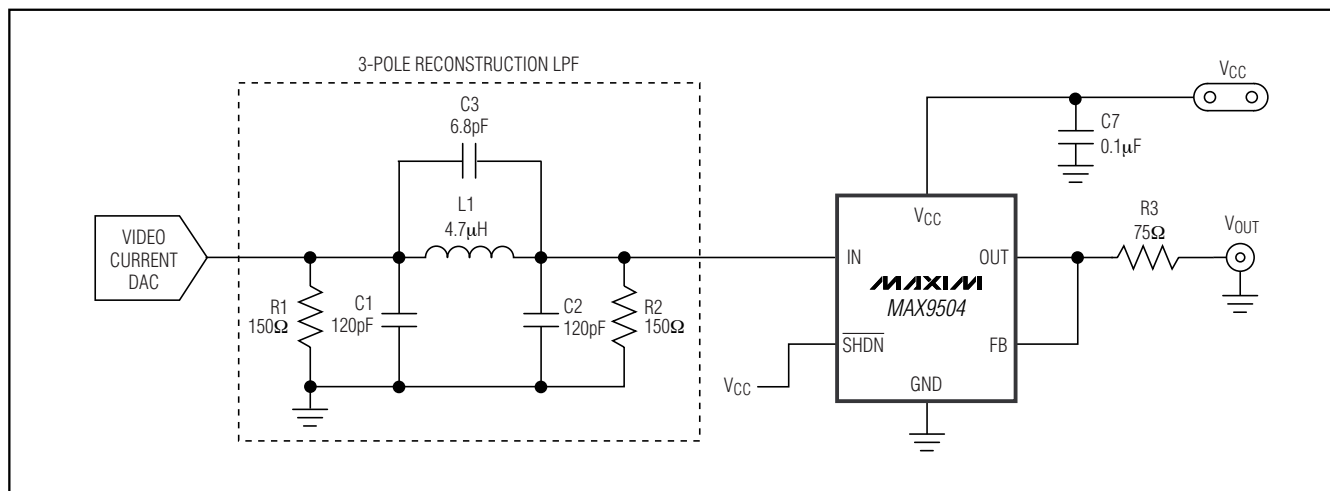 3-POLE RECONSTRUCTION LPF
C3
6.8pF
L1
4.7μH
VIDEO
CURRENT
DAC
R1
150Ω
C1
120pF
C2
120pF
R2
150Ω
VCC
C7
0.1μF
VCC
IN
OUT
MAXIM
MAX9504
SHDN
FB
GND
VCC
R3
75Ω
VOUT